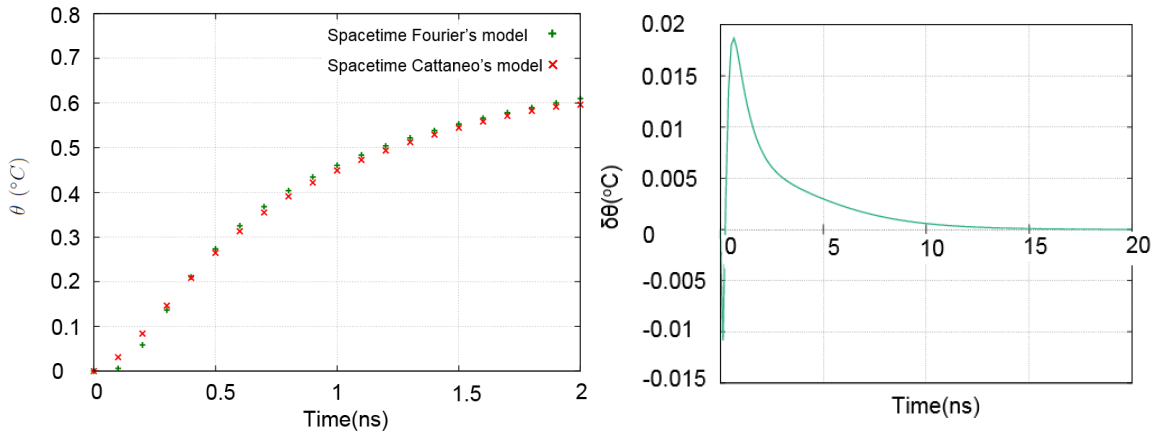 0.8
0.7
0.6
0.5
0.4
0.3
0.2
0.1
0
θ (°C)
Spacetime Fourier's model
Spacetime Cattaneo's model
0 0.5 1 1.5 2
Time(ns)
0.02
0.015
0.01
0.005
0
-0.005
-0.01
-0.015
δθ(°C)
0 5 10 15 20
Time(ns)